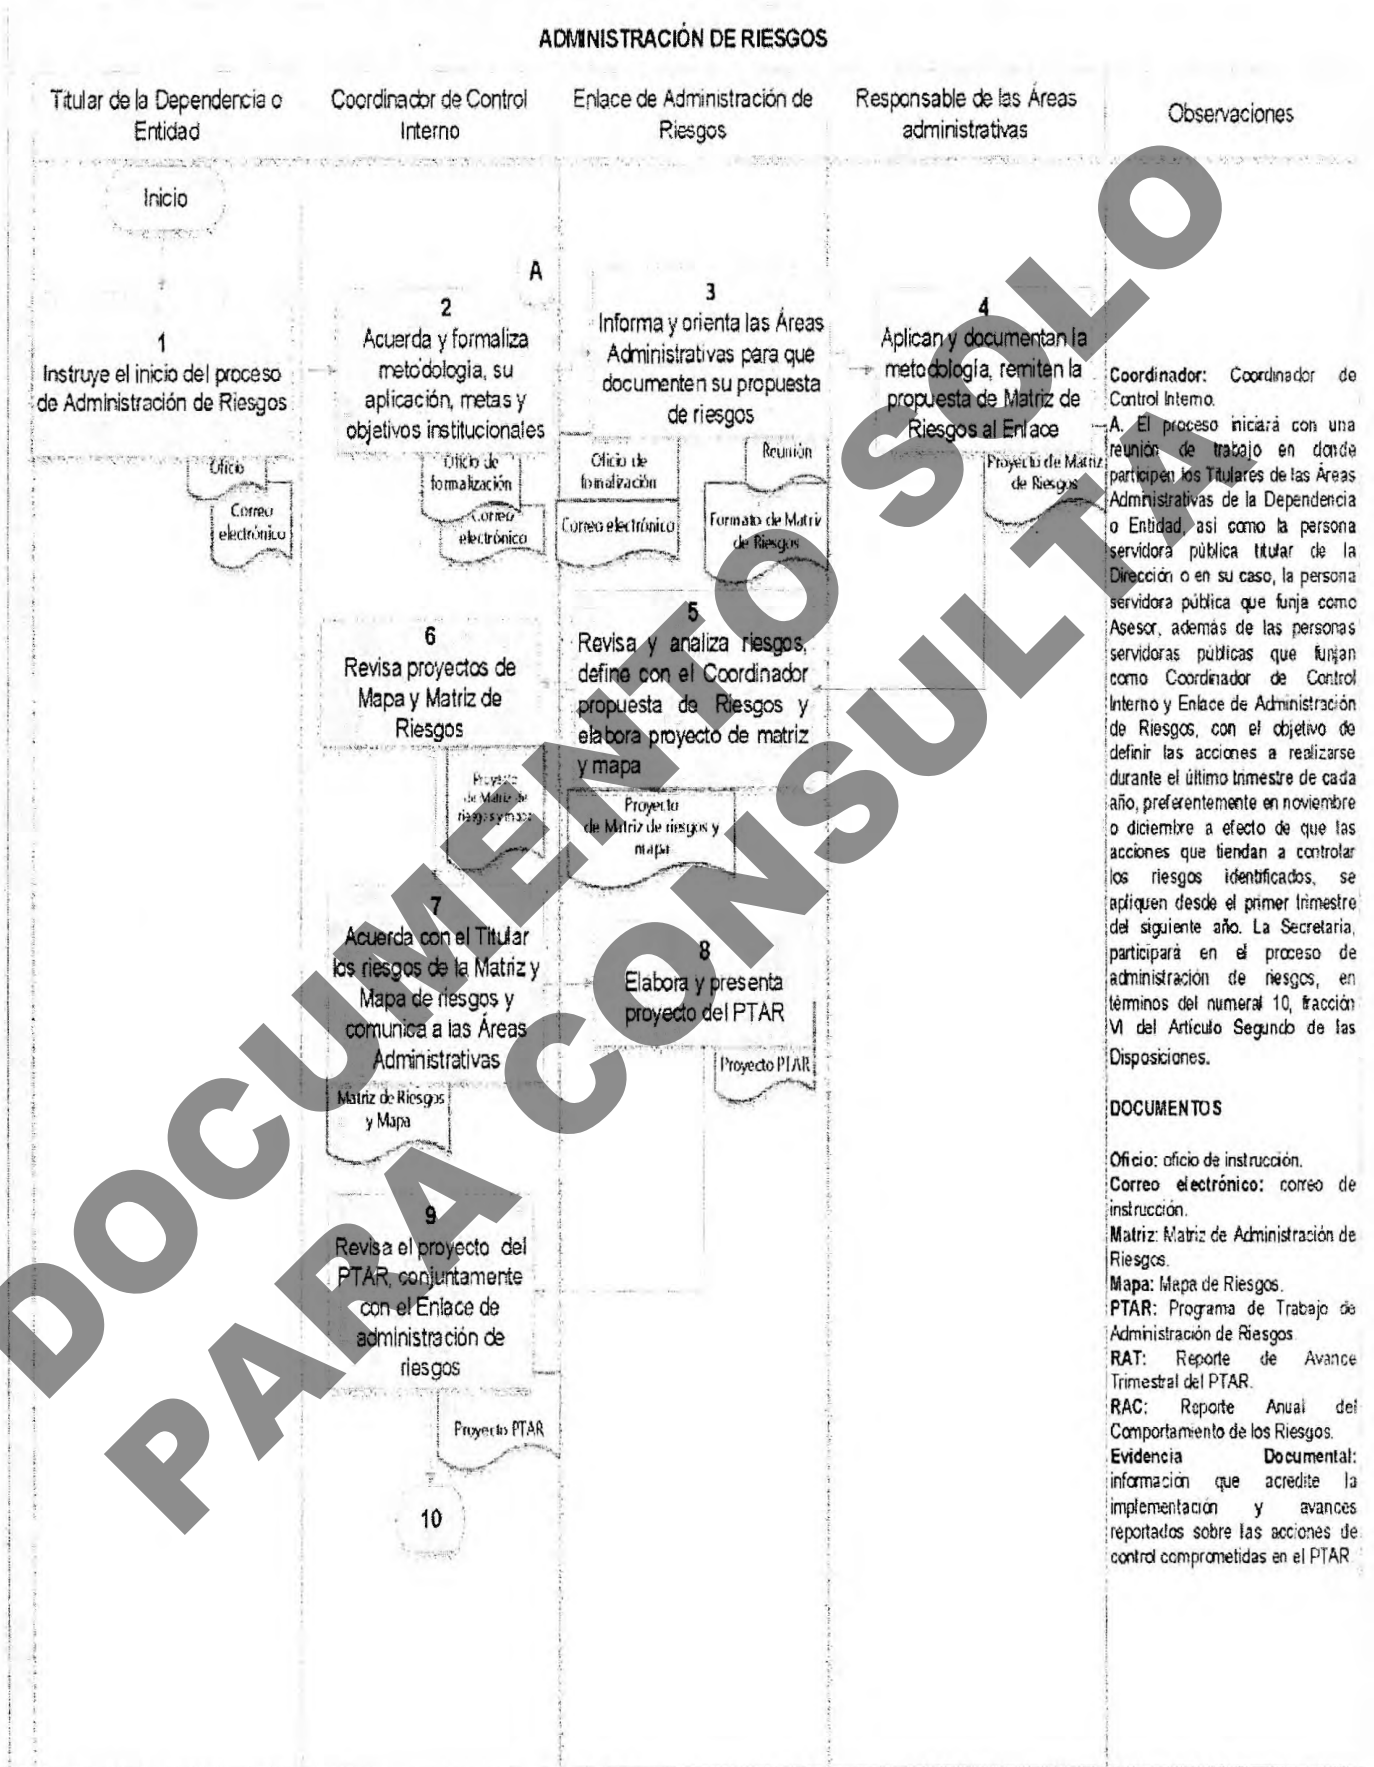 ADMINISTRACIÓN DE RIESGOS
Titular de la Dependencia o
Entidad
Coordinador de Control
Interno
Enlace de Administración de
Riesgos
Responsable de las Áreas
administrativas
Observaciones
Inicio
1
Instruye el inicio del proceso
de Administración de Riesgos
Oficio
Correo
electrónico
A
2
Acuerda y formaliza
metodología, su
aplicación, metas y
objetivos institucionales
Oficio de
formalización
Correo
electrónico
3
Informa y orienta las Áreas
Administrativas para que
documenten su propuesta
de riesgos
Oficio de
formalización
Correo electrónico
Reunión
Formato de Matriz
de Riesgos
4
Aplican y documentan la
metodología, remiten la
propuesta de Matriz de
Riesgos al Enlace
Proyecto de Matriz
de Riesgos
5
Revisa y analiza riesgos,
define con el Coordinador
propuesta de Riesgos y
elabora proyecto de matriz
y mapa
Proyecto
de Matriz de riesgos y
mapa
6
Revisa proyectos de
Mapa y Matriz de
Riesgos
Proyecto
de Matriz de
riesgos y mapa
7
Acuerda con el Titular
los riesgos de la Matriz y
Mapa de riesgos y
comunica a las Áreas
Administrativas
Matriz de Riesgos
y Mapa
8
Elabora y presenta
proyecto del PTAR
Proyecto PTAR
9
Revisa el proyecto del
PTAR, conjuntamente
con el Enlace de
administración de
riesgos
Proyecto PTAR
10
Coordinador: Coordinador de
Control Interno.
A. El proceso iniciará con una
reunión de trabajo en donde
participen los Titulares de las Áreas
Administrativas de la Dependencia
o Entidad, así como la persona
servidora pública titular de la
Dirección o en su caso, la persona
servidora pública que funja como
Asesor, además de las personas
servidoras públicas que funjan
como Coordinador de Control
Interno y Enlace de Administración
de Riesgos, con el objetivo de
definir las acciones a realizarse
durante el último trimestre de cada
año, preferentemente en noviembre
o diciembre a efecto de que las
acciones que tiendan a controlar
los riesgos identificados, se
apliquen desde el primer trimestre
del siguiente año. La Secretaría,
participará en el proceso de
administración de riesgos, en
términos del numeral 10, fracción
VI del Artículo Segundo de las
Disposiciones.
DOCUMENTOS
Oficio: oficio de instrucción.
Correo electrónico: correo de
instrucción.
Matriz: Matriz de Administración de
Riesgos.
Mapa: Mapa de Riesgos.
PTAR: Programa de Trabajo de
Administración de Riesgos.
RAT: Reporte de Avance
Trimestral del PTAR.
RAC: Reporte Anual del
Comportamiento de los Riesgos.
Evidencia Documental:
información que acredite la
implementación y avances
reportados sobre las acciones de
control comprometidas en el PTAR
DOCUMENTO SOLO
PARA CONSULTA